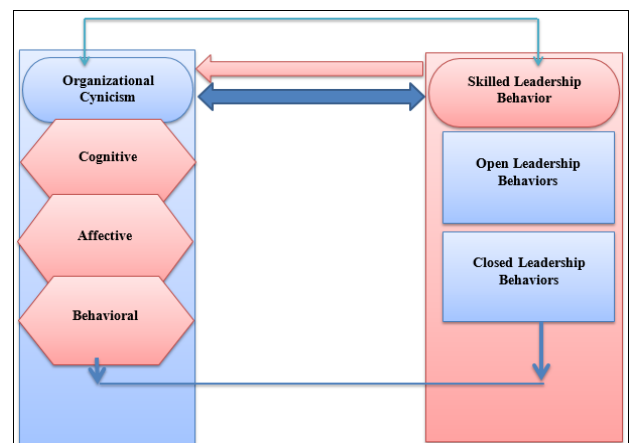 Organizational
Cynicism
Cognitive
Affective
Behavioral
Skilled Leadership
Behavior
Open Leadership
Behaviors
Closed Leadership
Behaviors